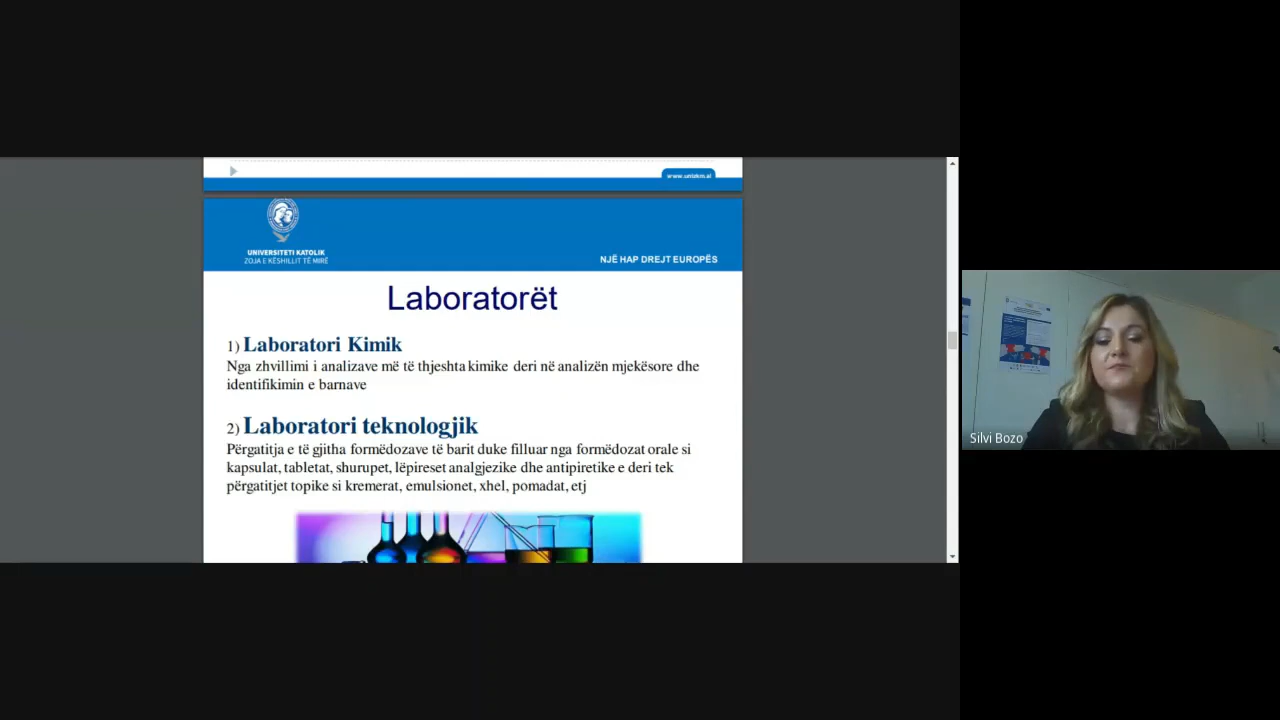 www.unizkm.al
UNIVERSITETI KATOLIK
ZOJA E KËSHILLIT TË MIRË
NJË HAP DREJT EUROPËS
Laboratorët
1) Laboratori Kimik
Nga zhvillimi i analizave më të thjeshta kimike deri në analizën mjekësore dhe
identifikimin e barnave
2) Laboratori teknologjik
Përgatitja e të gjitha formëdozave të barit duke filluar nga formëdozat orale si
kapsulat, tabletat, shurupet, lëpireset analgjezike dhe antipiretike e deri tek
përgatitjet topike si kremerat, emulsionet, xhel, pomadat, etj
Silvi Bozo